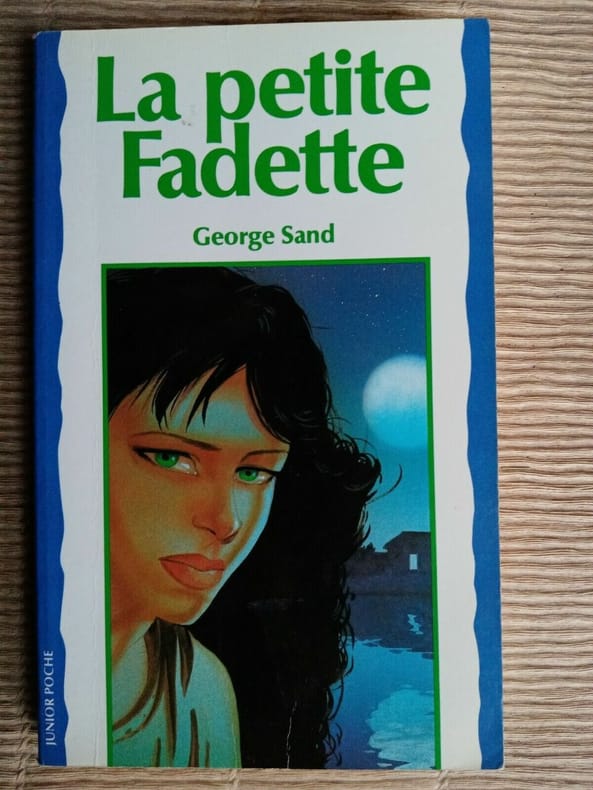 La petite
Fadette
George Sand
JUNIOR POCHE